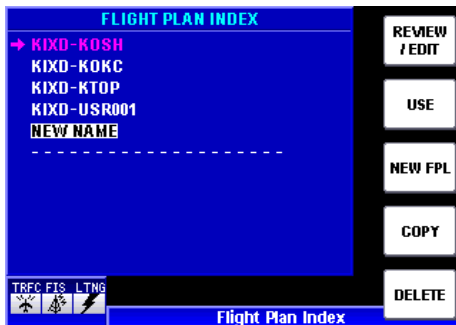 FLIGHT PLAN INDEX
KIXD-KOSH
KIXD-KOKC
KIXD-KTOP
KIXD-USR001
NEW NAME
- - - - - - - - - - - - - - - - - - - - -
REVIEW
/ EDIT
USE
NEW FPL
COPY
DELETE
TRFC FIS LTNG
Flight Plan Index